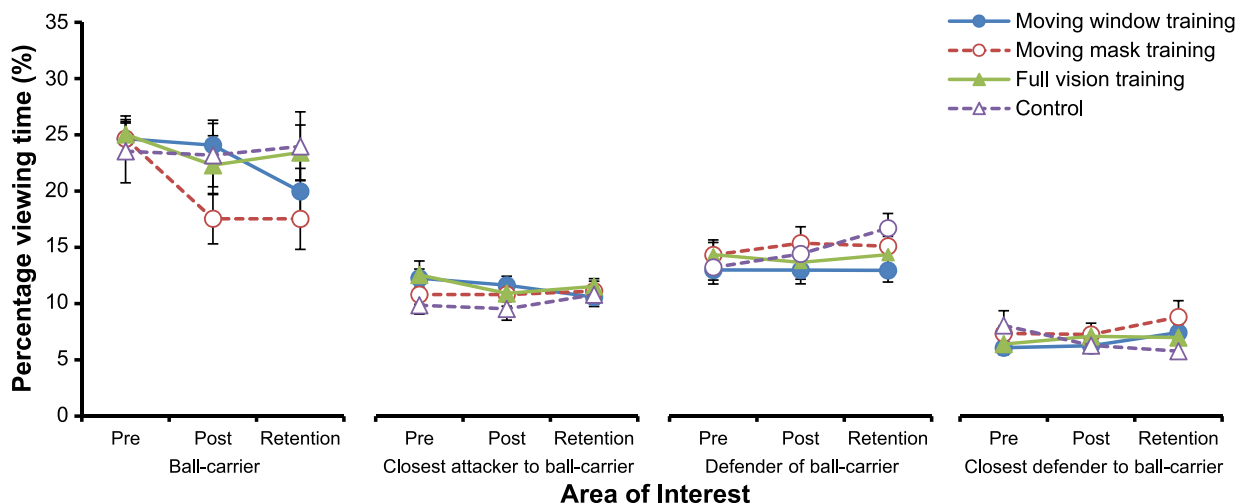 Percentage viewing time (%)
35
30
25
20
15
10
5
0
Moving window training
Moving mask training
Full vision training
Control
Pre Post Retention Pre Post Retention Pre Post Retention Pre Post Retention
Ball-carrier Closest attacker to ball-carrier Defender of ball-carrier Closest defender to ball-carrier
Area of Interest